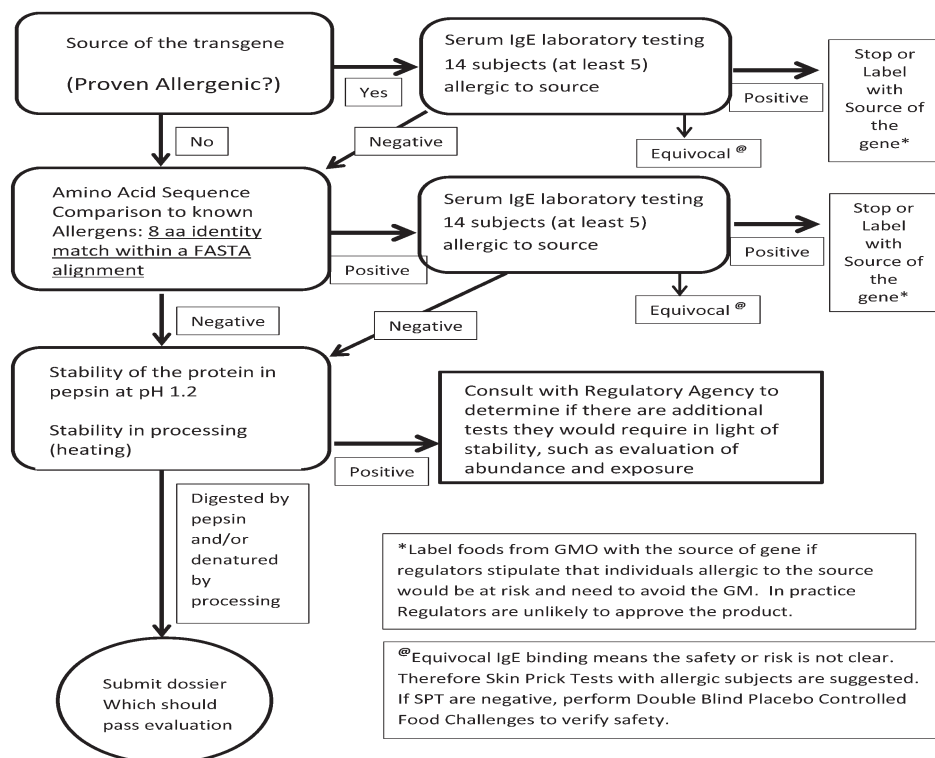 Source of the transgene
(Proven Allergenic?)
Yes
Serum IgE laboratory testing
14 subjects (at least 5)
allergic to source
Positive
Stop or
Label
with
Source of
the
gene*
No
Negative
Equivocal @
Amino Acid Sequence
Comparison to known
Allergens: 8 aa identity
match within a FASTA
alignment
Positive
Serum IgE laboratory testing
14 subjects (at least 5)
allergic to source
Positive
Stop or
Label
with
Source of
the
gene*
Negative
Negative
Equivocal @
Stability of the protein in
pepsin at pH 1.2
Stability in processing
(heating)
Positive
Consult with Regulatory Agency to
determine if there are additional
tests they would require in light of
stability, such as evaluation of
abundance and exposure
Digested by
pepsin
and/or
denatured
by
processing
*Label foods from GMO with the source of gene if
regulators stipulate that individuals allergic to the source
would be at risk and need to avoid the GM. In practice
Regulators are unlikely to approve the product.
@Equivocal IgE binding means the safety or risk is not clear.
Therefore Skin Prick Tests with allergic subjects are suggested.
If SPT are negative, perform Double Blind Placebo Controlled
Food Challenges to verify safety.
Submit dossier
Which should
pass evaluation